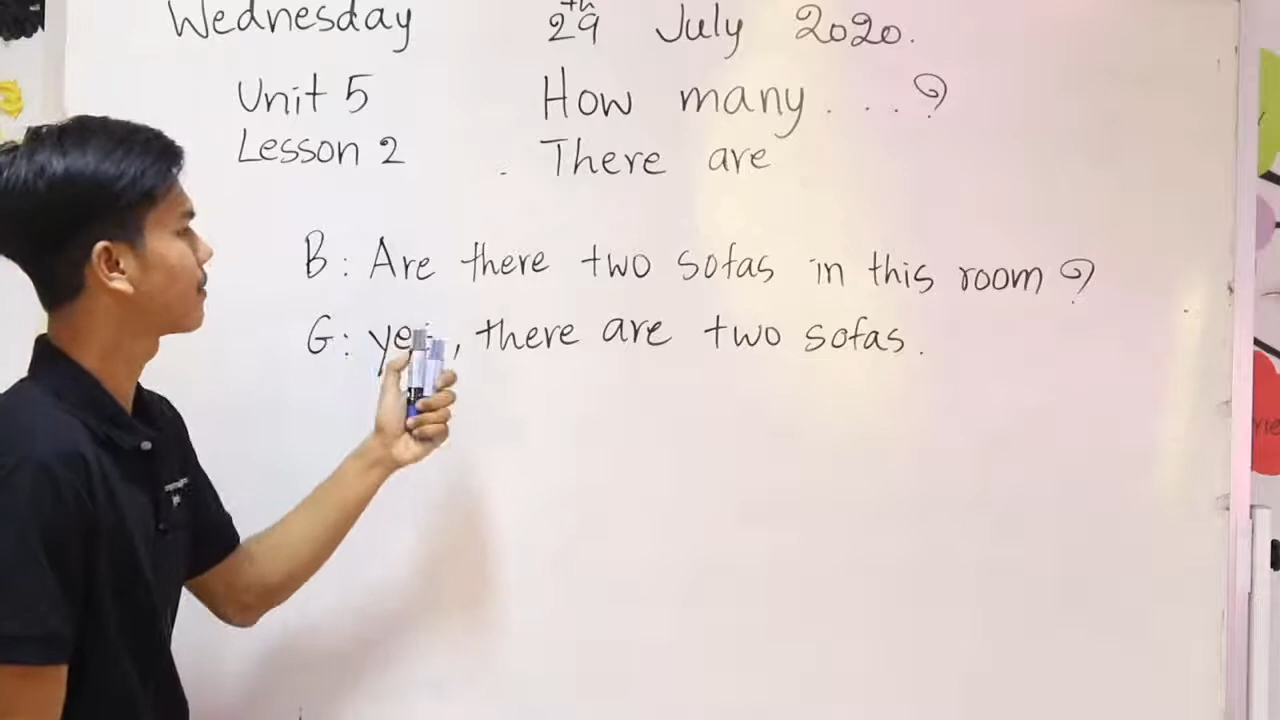 Wednesday 29th July 2020.
Unit 5 How many . . . ?
Lesson 2 . There are
B: Are there two sofas in this room ?
G: yes, there are two sofas.